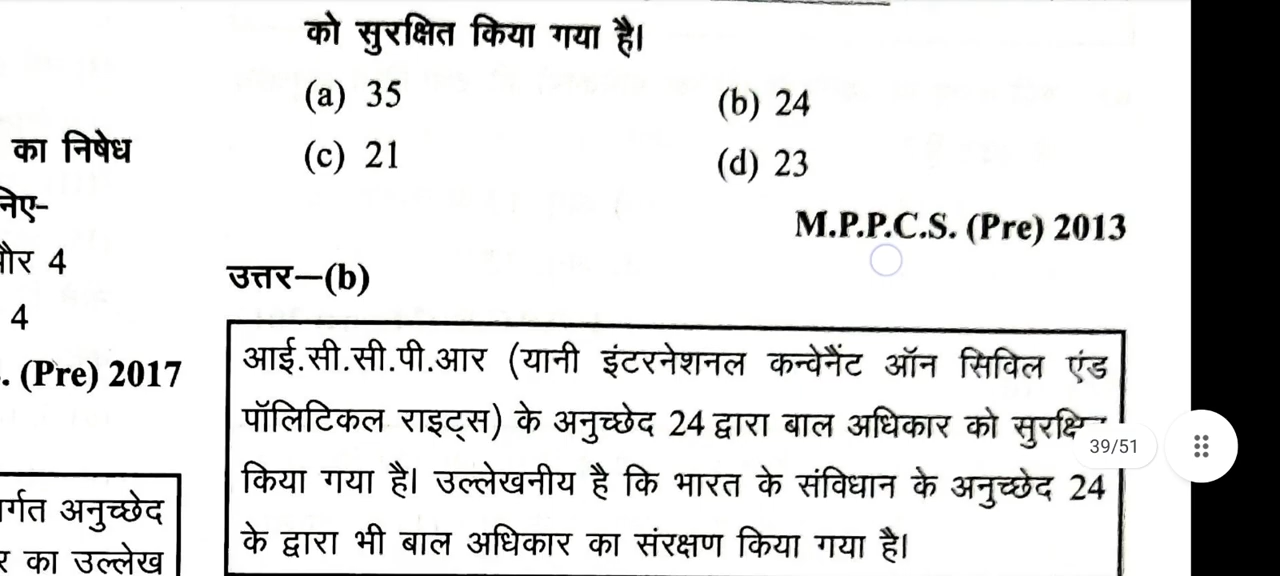 को सुरक्षित किया गया है।
(a) 35 (b) 24
(c) 21 (d) 23
M.P.P.C.S. (Pre) 2013
उत्तर–(b)
आई.सी.सी.पी.आर (यानी इंटरनेशनल कन्वेनैंट ऑन सिविल एंड
पॉलिटिकल राइट्स) के अनुच्छेद 24 द्वारा बाल अधिकार को
किया गया है। उल्लेखनीय है कि भारत के संविधान के अनुच्छेद 24
के द्वारा भी बाल अधिकार का संरक्षण किया गया है।
का निषेध
और 4
4
(Pre) 2017
अनुच्छेद
का उल्लेख
39/51